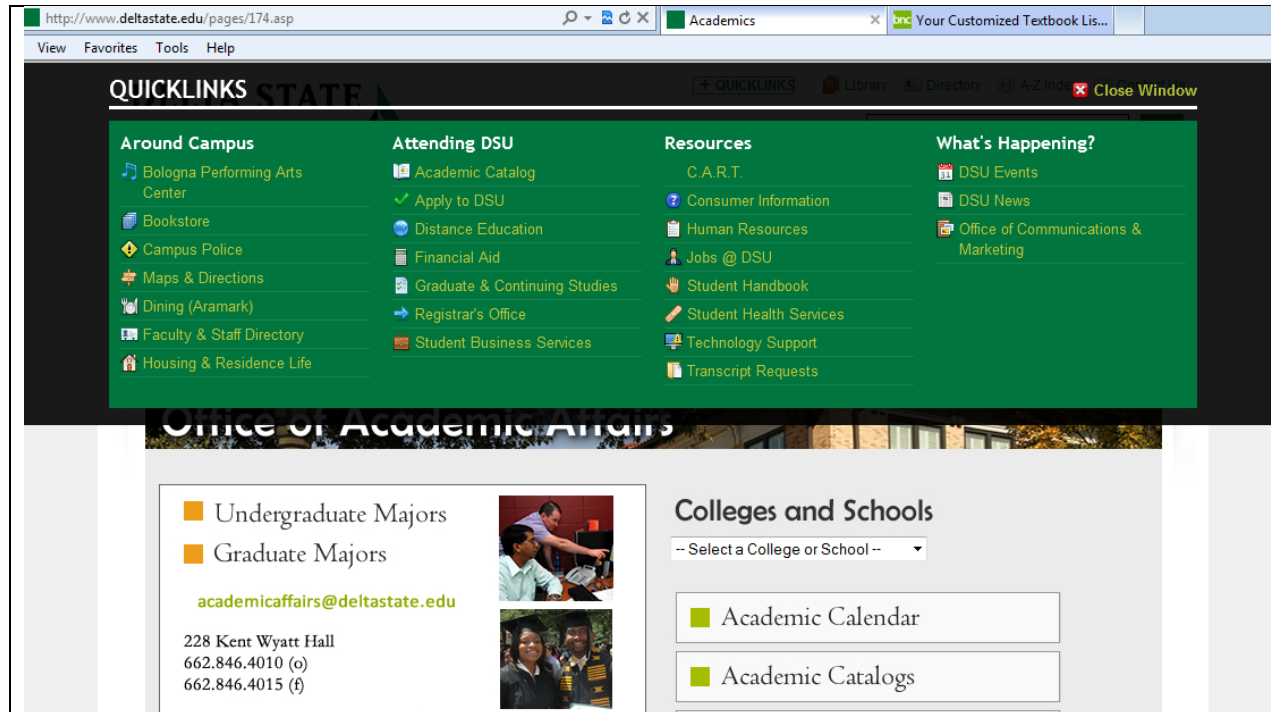 http://www.deltastate.edu/pages/174.asp
Academics
bnc Your Customized Textbook Lis...
View Favorites Tools Help
QUICKLINKS
STATE
+ QUICKLINKS Library Directory A-Z Index
Close Window
Around Campus
Bologna Performing Arts
Center
Bookstore
Campus Police
Maps & Directions
Dining (Aramark)
Faculty & Staff Directory
Housing & Residence Life
Attending DSU
Academic Catalog
Apply to DSU
Distance Education
Financial Aid
Graduate & Continuing Studies
Registrar's Office
Student Business Services
Resources
C.A.R.T.
Consumer Information
Human Resources
Jobs @ DSU
Student Handbook
Student Health Services
Technology Support
Transcript Requests
What's Happening?
DSU Events
DSU News
Office of Communications &
Marketing
Office of Academic Affairs
Undergraduate Majors
Graduate Majors
academicaffairs@deltastate.edu
228 Kent Wyatt Hall
662.846.4010 (o)
662.846.4015 (f)
Colleges and Schools
-- Select a College or School --
Academic Calendar
Academic Catalogs